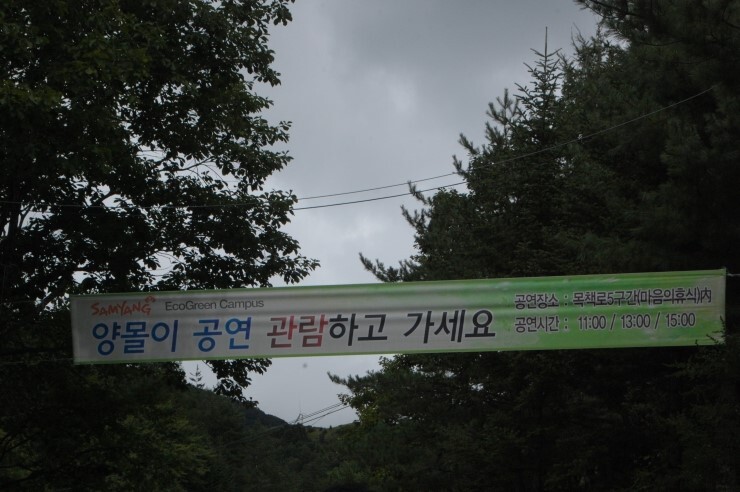 SAMYANG EcoGreen Campus
양몰이 공연 관람하고 가세요
공연장소 : 목책로5구간(마음의휴식)內
공연시간 : 11:00 / 13:00 / 15:00